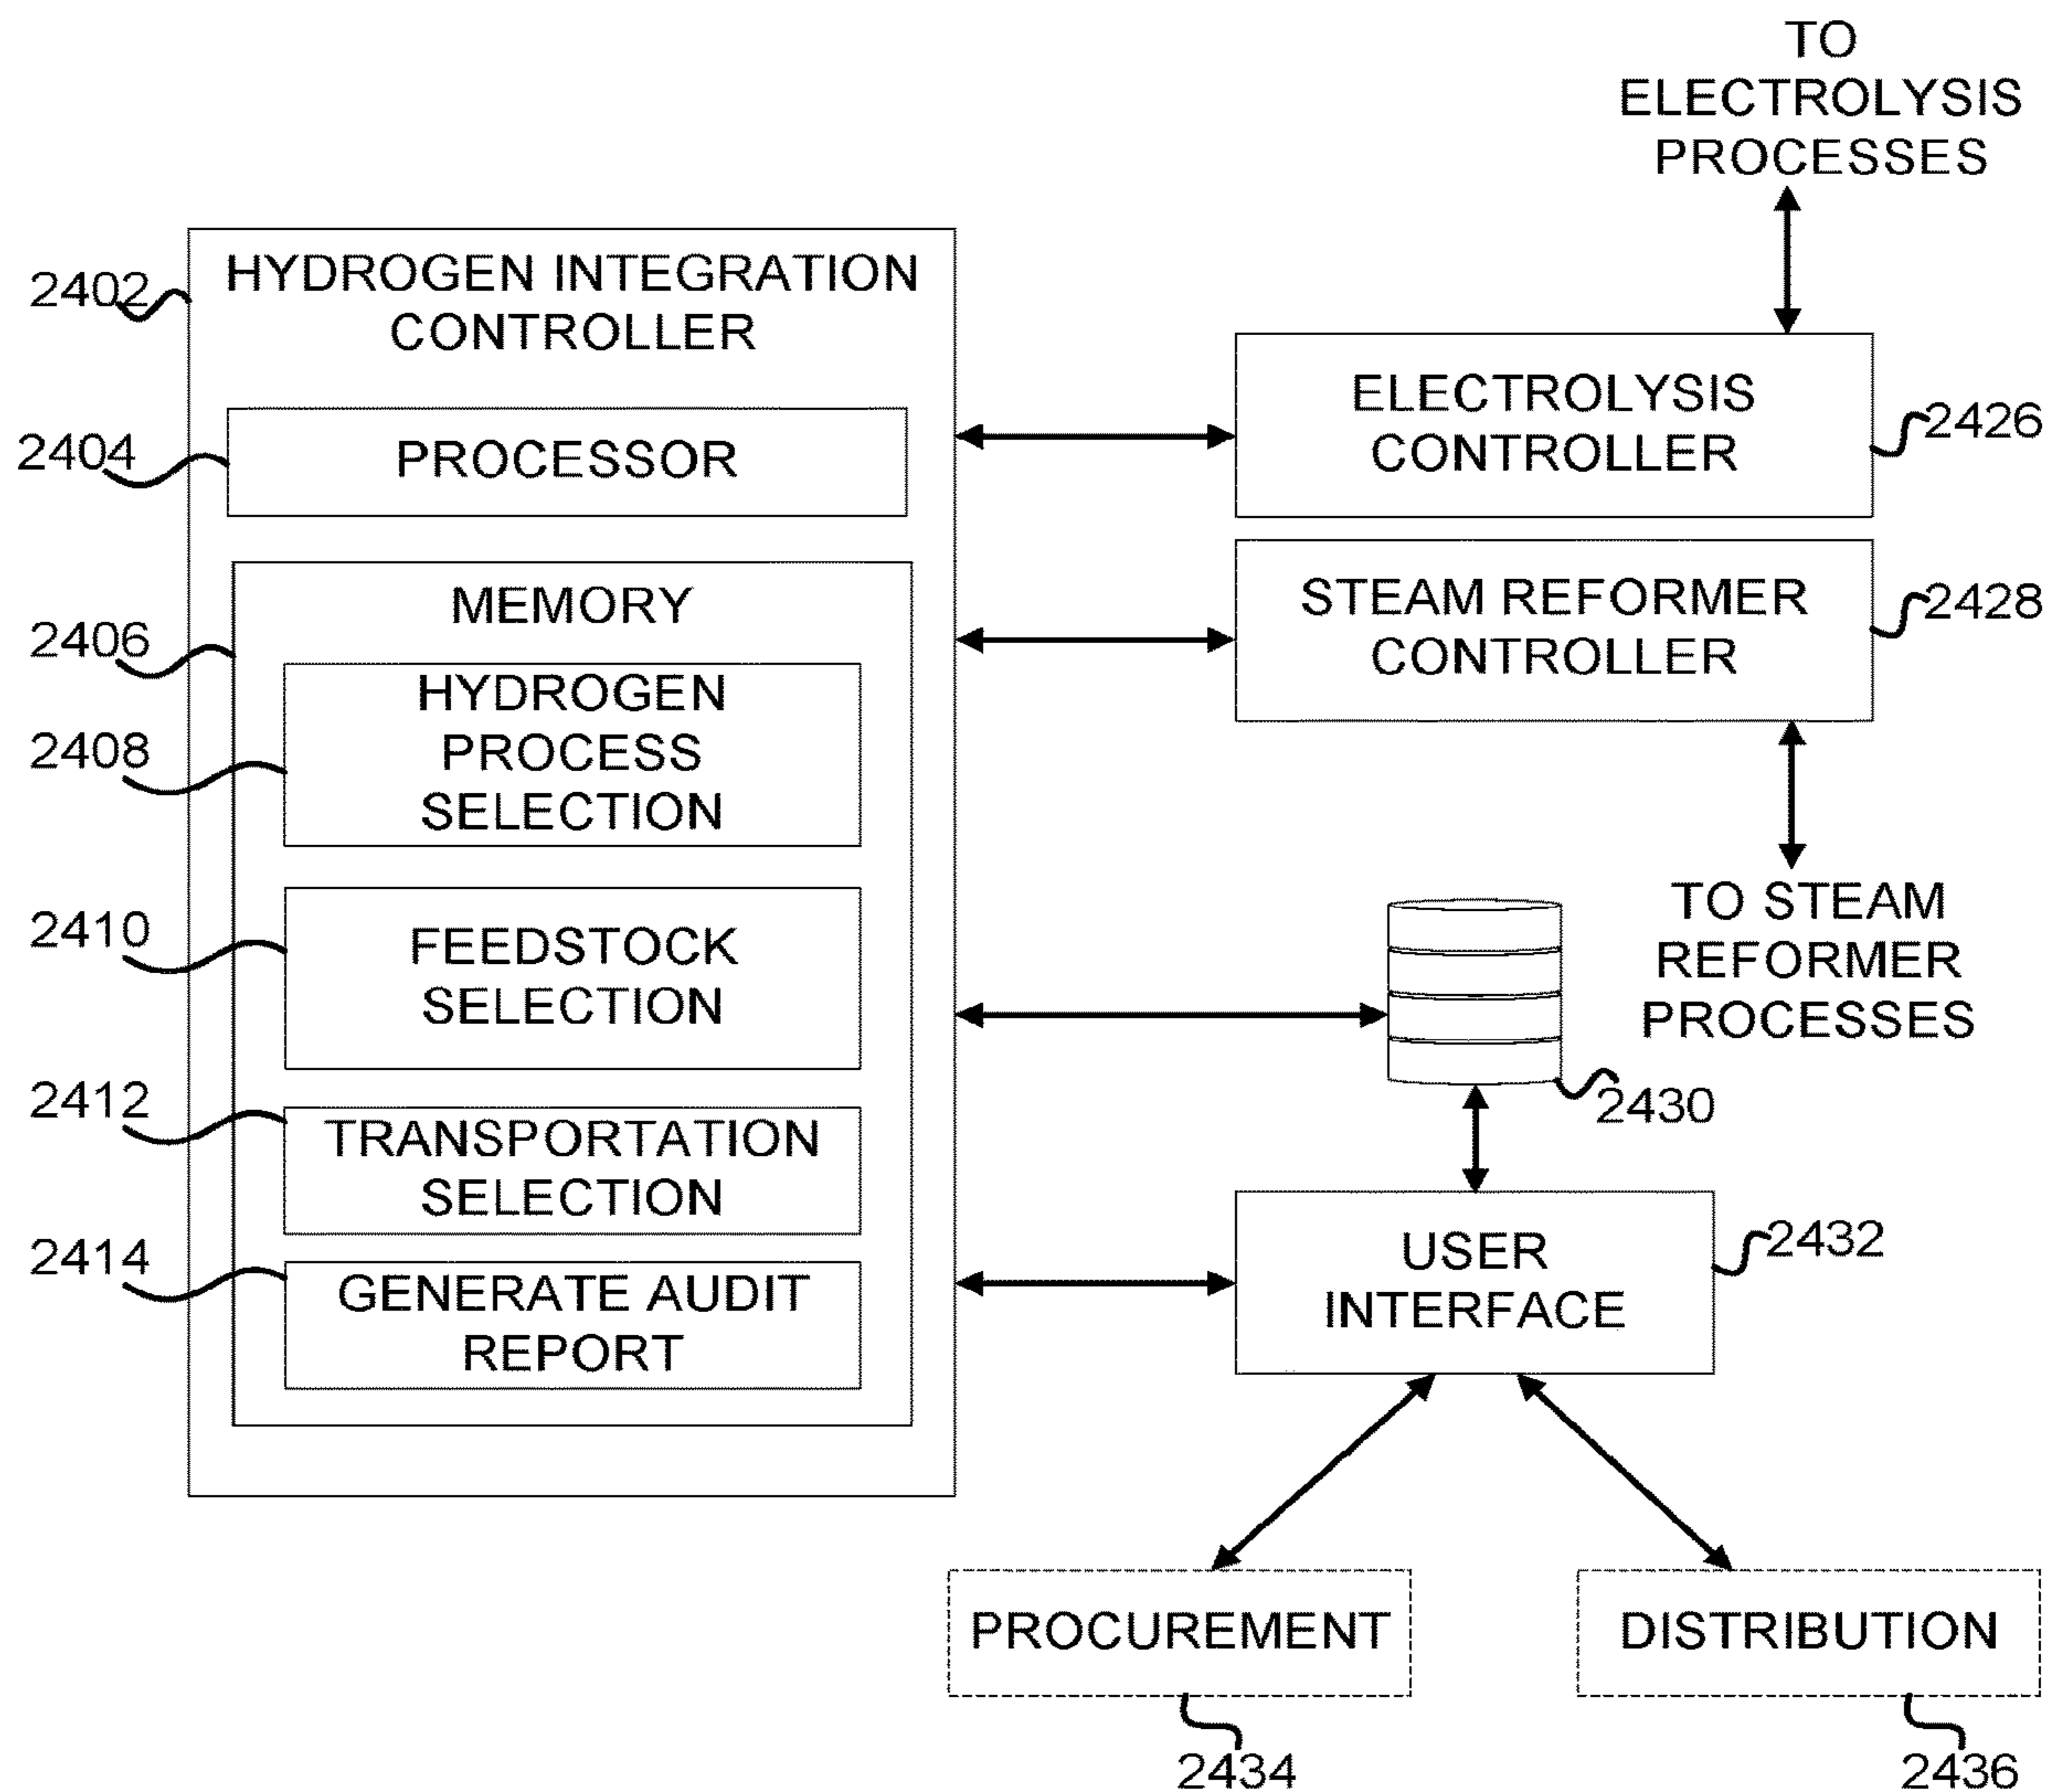 TO
ELECTROLYSIS
PROCESSES
2402
HYDROGEN INTEGRATION
CONTROLLER
2404
PROCESSOR
ELECTROLYSIS
CONTROLLER
2426
2406
MEMORY
STEAM REFORMER
CONTROLLER
2428
2408
HYDROGEN
PROCESS
SELECTION
2410
FEEDSTOCK
SELECTION
TO STEAM
REFORMER
PROCESSES
2430
2412
TRANSPORTATION
SELECTION
2414
GENERATE AUDIT
REPORT
USER
INTERFACE
2432
PROCUREMENT
DISTRIBUTION
2434
2436